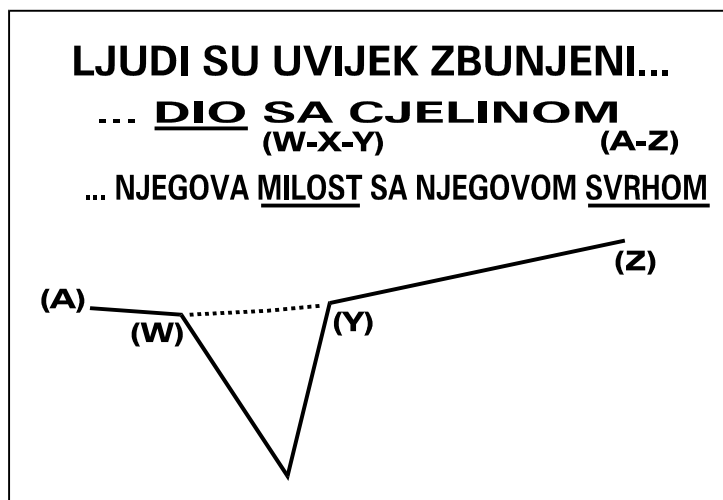 LJUDI SU UVIJEK ZBUNJENI...
... DIO SA CJELINOM
(W-X-Y) (A-Z)
... NJEGOVA MILOST SA NJEGOVOM SVRHOM
(Z)
(A)
(W) (Y)